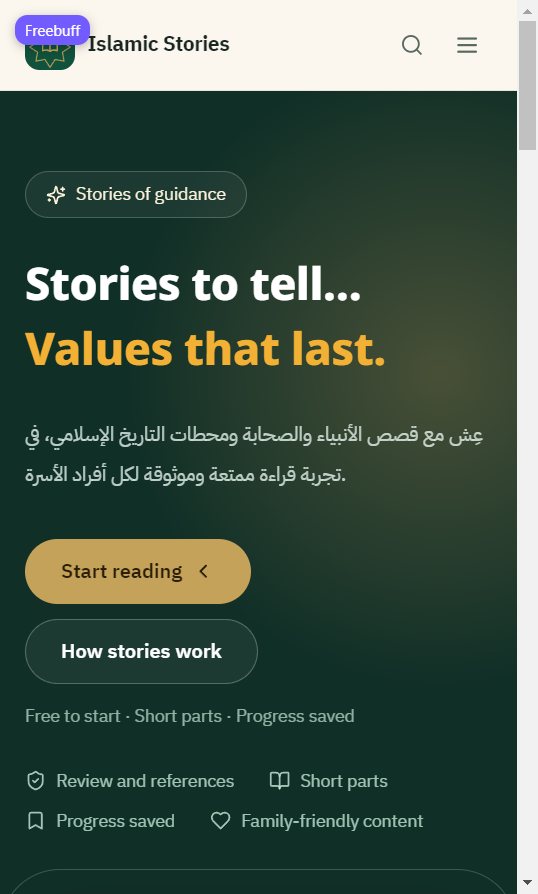 Freebuff
Islamic Stories
Stories of guidance
Stories to tell...
Values that last.
عِش مع قصص الأنبياء والصحابة ومحطات التاريخ الإسلامي، في
تجربة قراءة ممتعة وموثوقة لكل أفراد الأسرة.
Start reading
How stories work
Free to start · Short parts · Progress saved
Review and references
Short parts
Progress saved
Family-friendly content